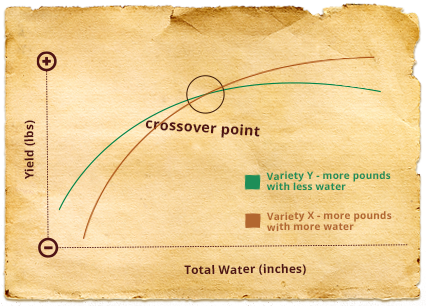 +
Yield (lbs)
crossover point
Variety Y - more pounds
with less water
Variety X - more pounds
with more water
−
Total Water (inches)